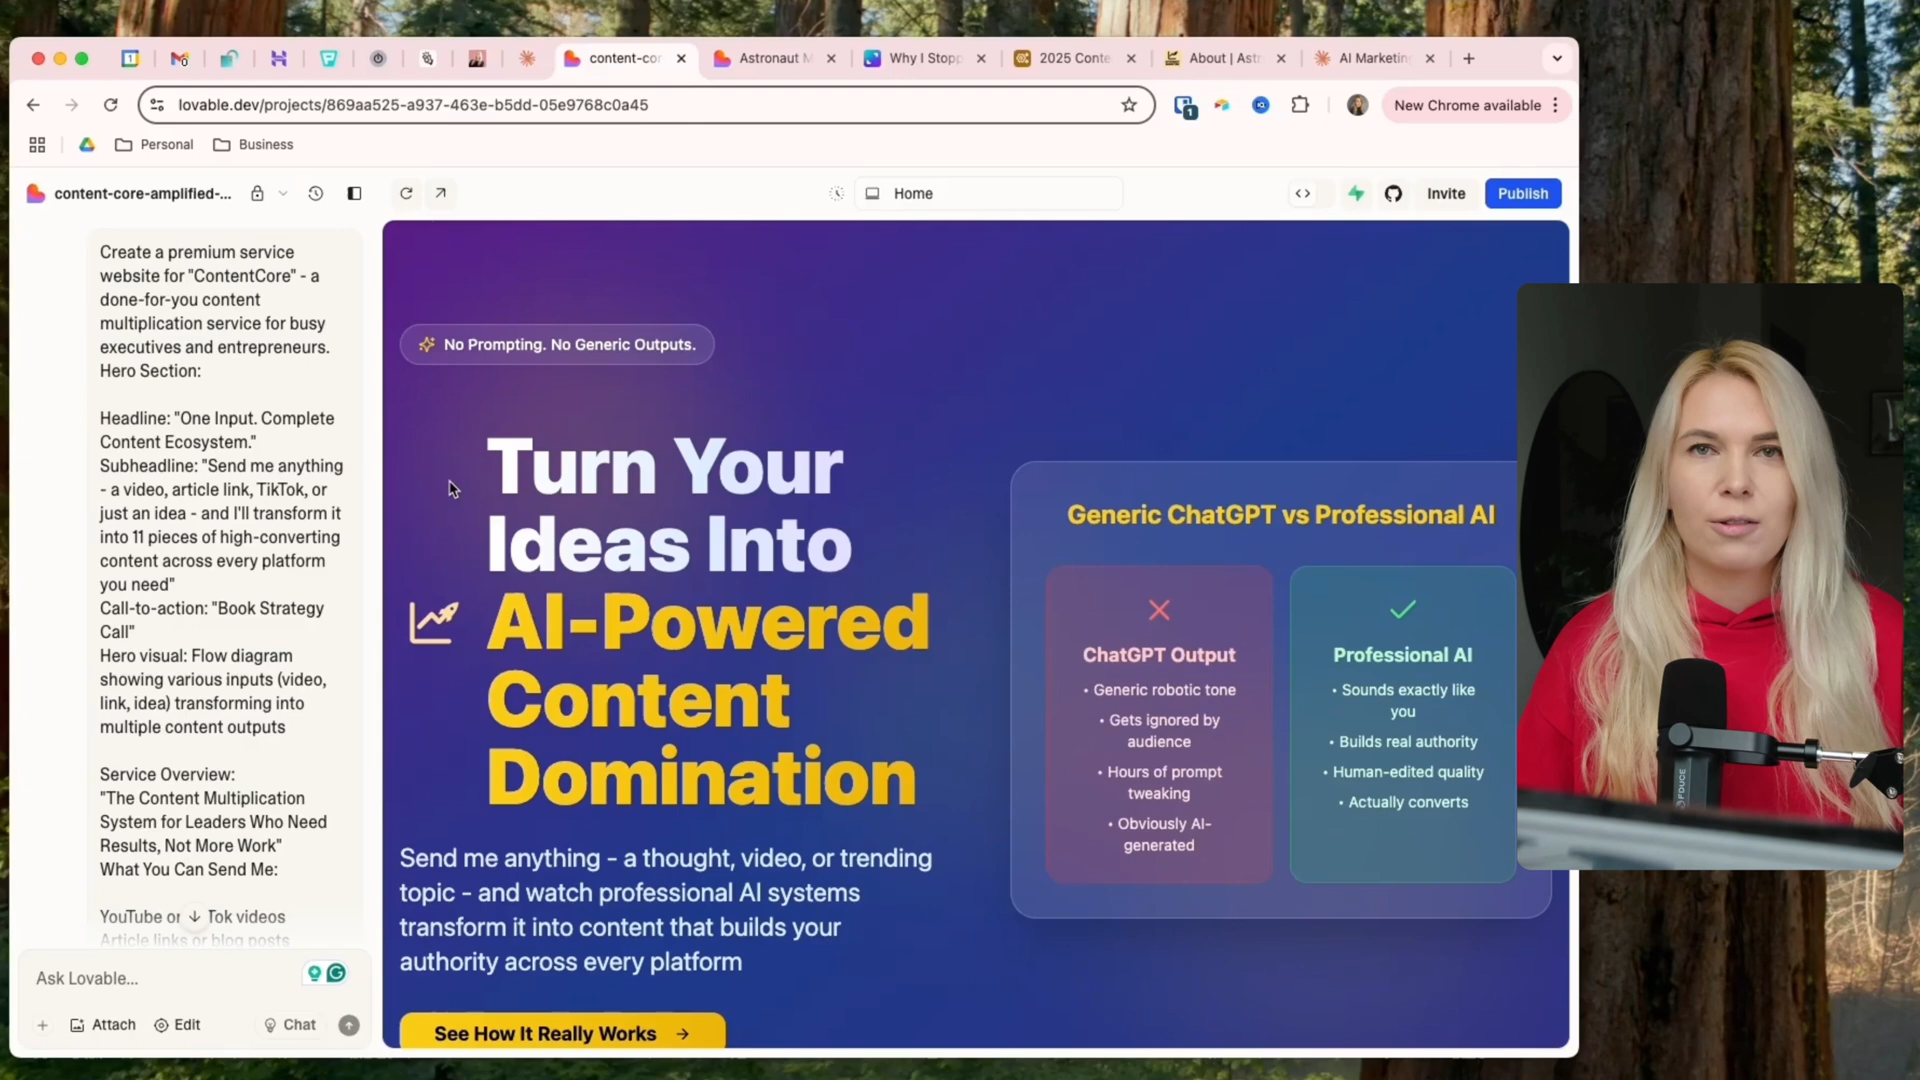 content-cor
Astronaut M
Why I Stopp
2025 Conte
About | Astr
AI Marketin
lovable.dev/projects/869aa525-a937-463e-b5dd-05e9768c0a45
1
New Chrome available
Personal
Business
content-core-amplified-...
Home
Invite
Publish
Create a premium service
website for "ContentCore" - a
done-for-you content
multiplication service for busy
executives and entrepreneurs.
Hero Section:
Headline: "One Input. Complete
Content Ecosystem."
Subheadline: "Send me anything
- a video, article link, TikTok, or
just an idea - and I'll transform it
into 11 pieces of high-converting
content across every platform
you need"
Call-to-action: "Book Strategy
Call"
Hero visual: Flow diagram
showing various inputs (video,
link, idea) transforming into
multiple content outputs
Service Overview:
"The Content Multiplication
System for Leaders Who Need
Results, Not More Work"
What You Can Send Me:
YouTube or Tok videos
Article links or blog posts
Ask Lovable...
Attach
Edit
Chat
No Prompting. No Generic Outputs.
Turn Your
Ideas Into
AI-Powered
Content
Domination
Send me anything - a thought, video, or trending
topic - and watch professional AI systems
transform it into content that builds your
authority across every platform
See How It Really Works →
Generic ChatGPT vs Professional AI
ChatGPT Output
• Generic robotic tone
• Gets ignored by
audience
• Hours of prompt
tweaking
• Obviously AI-
generated
Professional AI
• Sounds exactly like
you
• Builds real authority
• Human-edited quality
• Actually converts
FDUCE